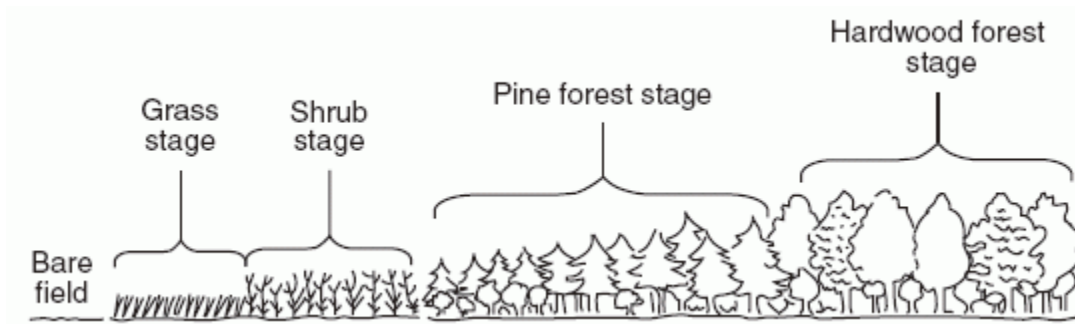 Bare
field
Grass
stage
Shrub
stage
Pine forest stage
Hardwood forest
stage